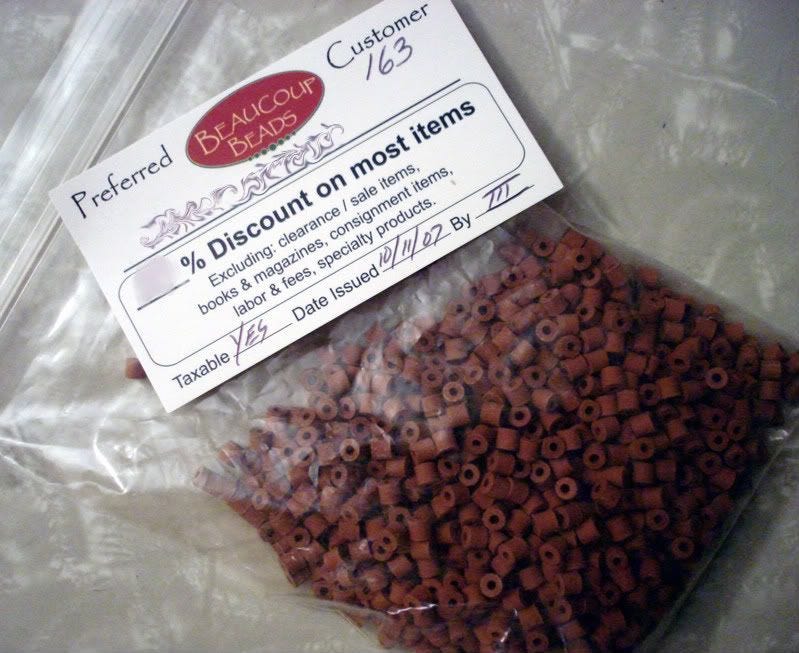 Preferred
BEAUCOUP
BEADS
Customer
163
% Discount on most items
Excluding: clearance / sale items,
books & magazines, consignment items,
labor & fees, specialty products.
Taxable YES Date Issued 10/11/07 By III